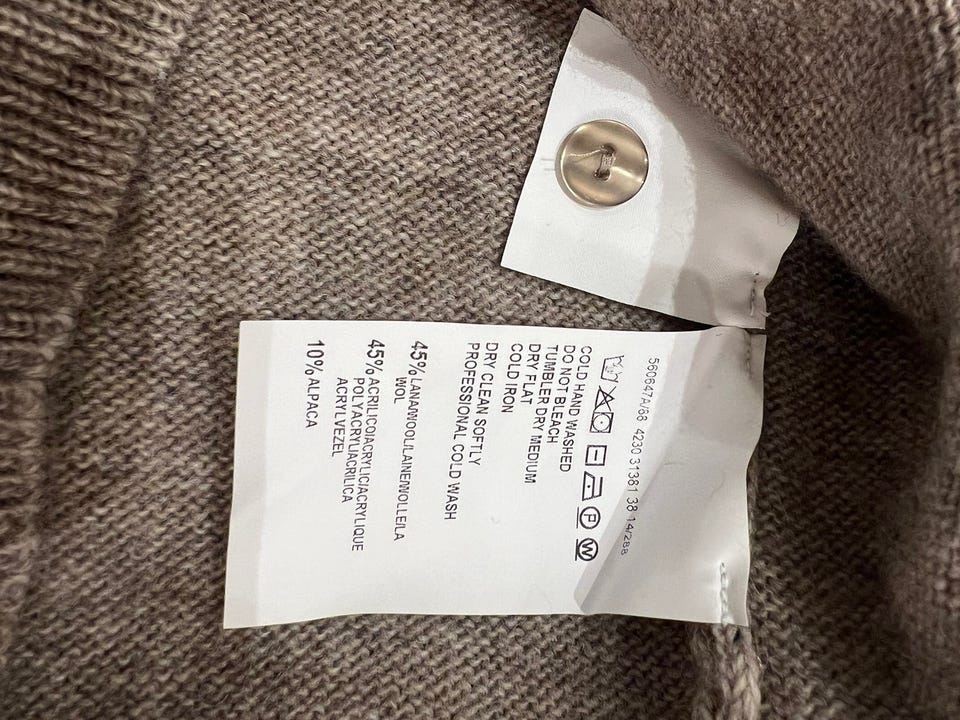 560647A/68 4230 31381 38 14/288
P W
COLD HAND WASHED
DO NOT BLEACH
TUMBLER DRY MEDIUM
DRY FLAT
COLD IRON
DRY CLEAN SOFTLY
PROFESSIONAL COLD WASH
45% LANA/WOOL/LAINE/WOLLE/LA
WOL
45% ACRILICO/ACRYLIC/ACRYLIQUE
POLYACRYL/ACRILICA
ACRYLVEZEL
10% ALPACA